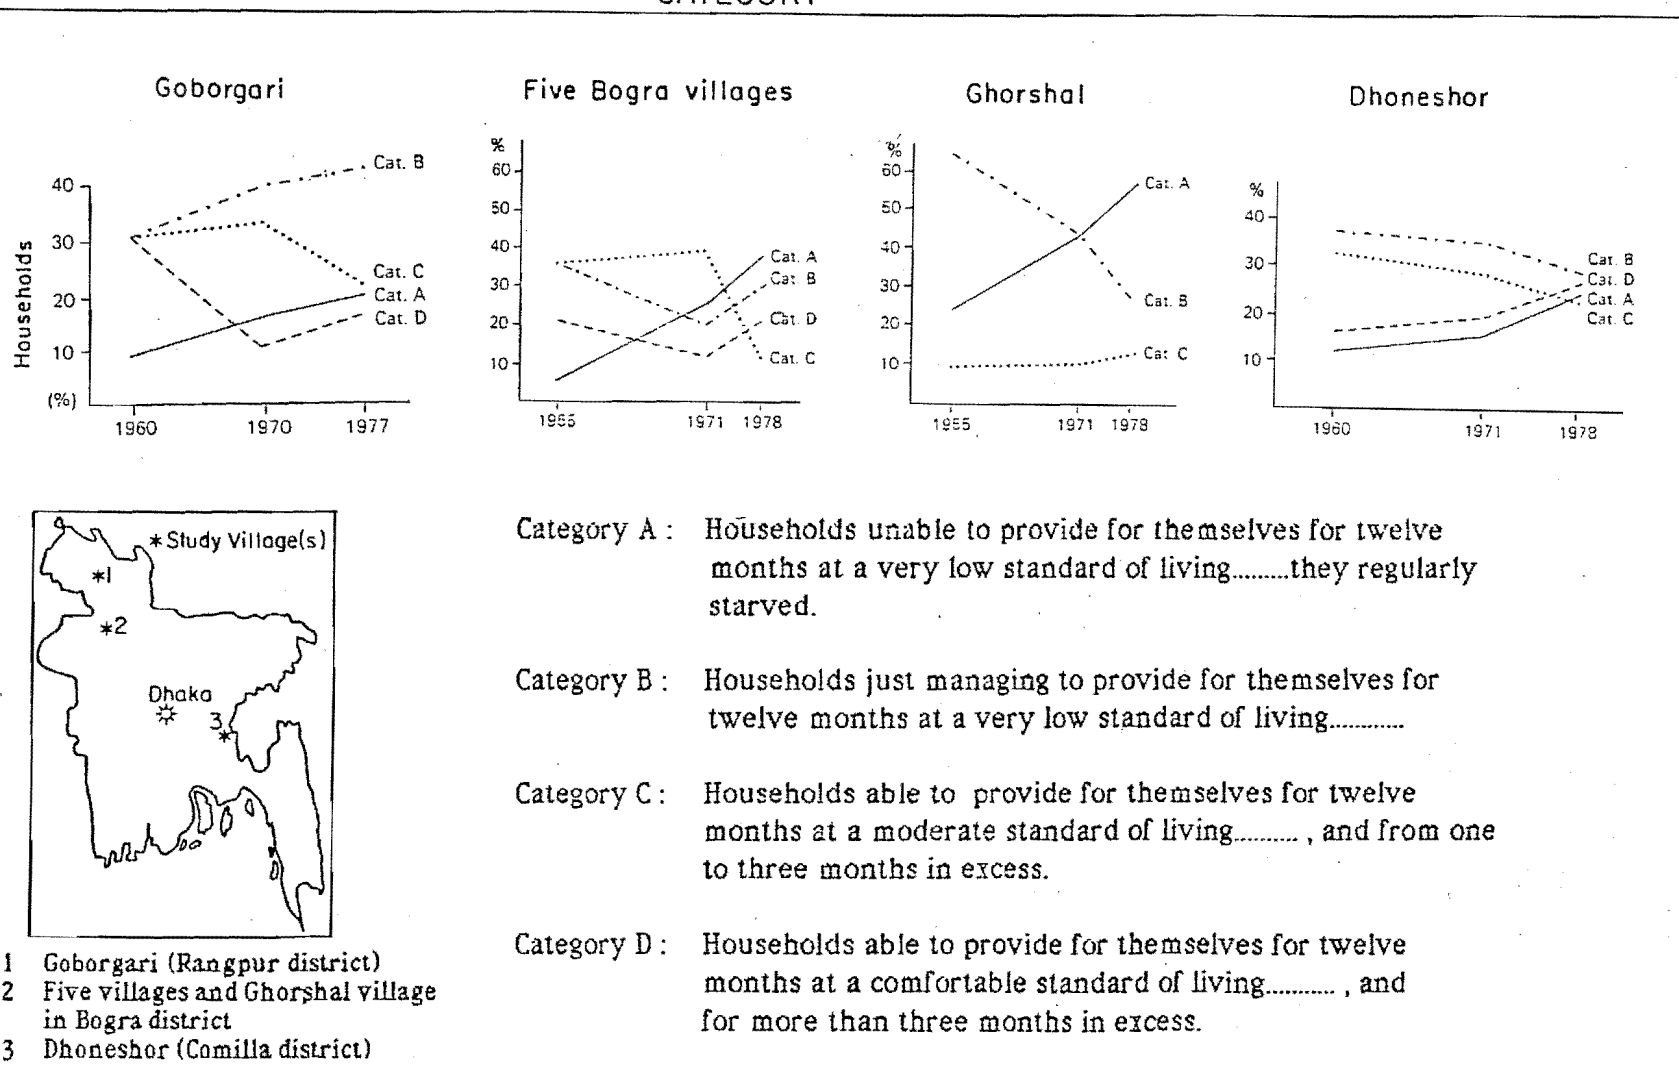 CATEGORY
Goborgari
Five Bogra villages
Ghorshal
Dhoneshor
Households
(%)
40
30
20
10
Cat. B
Cat. C
Cat. A
Cat. D
1960 1970 1977
%
60
50
40
30
20
10
Cat. A
Cat. B
Cat. D
Cat. C
1955 1971 1978
%
60
50
40
30
20
10
Cat. A
Cat. B
Cat C
1955 1971 1978
%
40
30
20
10
Cat. B
Cat. D
Cat. A
Cat. C
1960 1971 1978
*Study Village(s)
*1
*2
Dhaka
3
*
1 Goborgari (Rangpur district)
2 Five villages and Ghorshal village
in Bogra district
3 Dhoneshor (Comilla district)
Category A : Households unable to provide for themselves for twelve
months at a very low standard of living.........they regularly
starved.
Category B : Households just managing to provide for themselves for
twelve months at a very low standard of living............
Category C : Households able to provide for themselves for twelve
months at a moderate standard of living.......... , and from one
to three months in excess.
Category D : Households able to provide for themselves for twelve
months at a comfortable standard of living........... , and
for more than three months in excess.